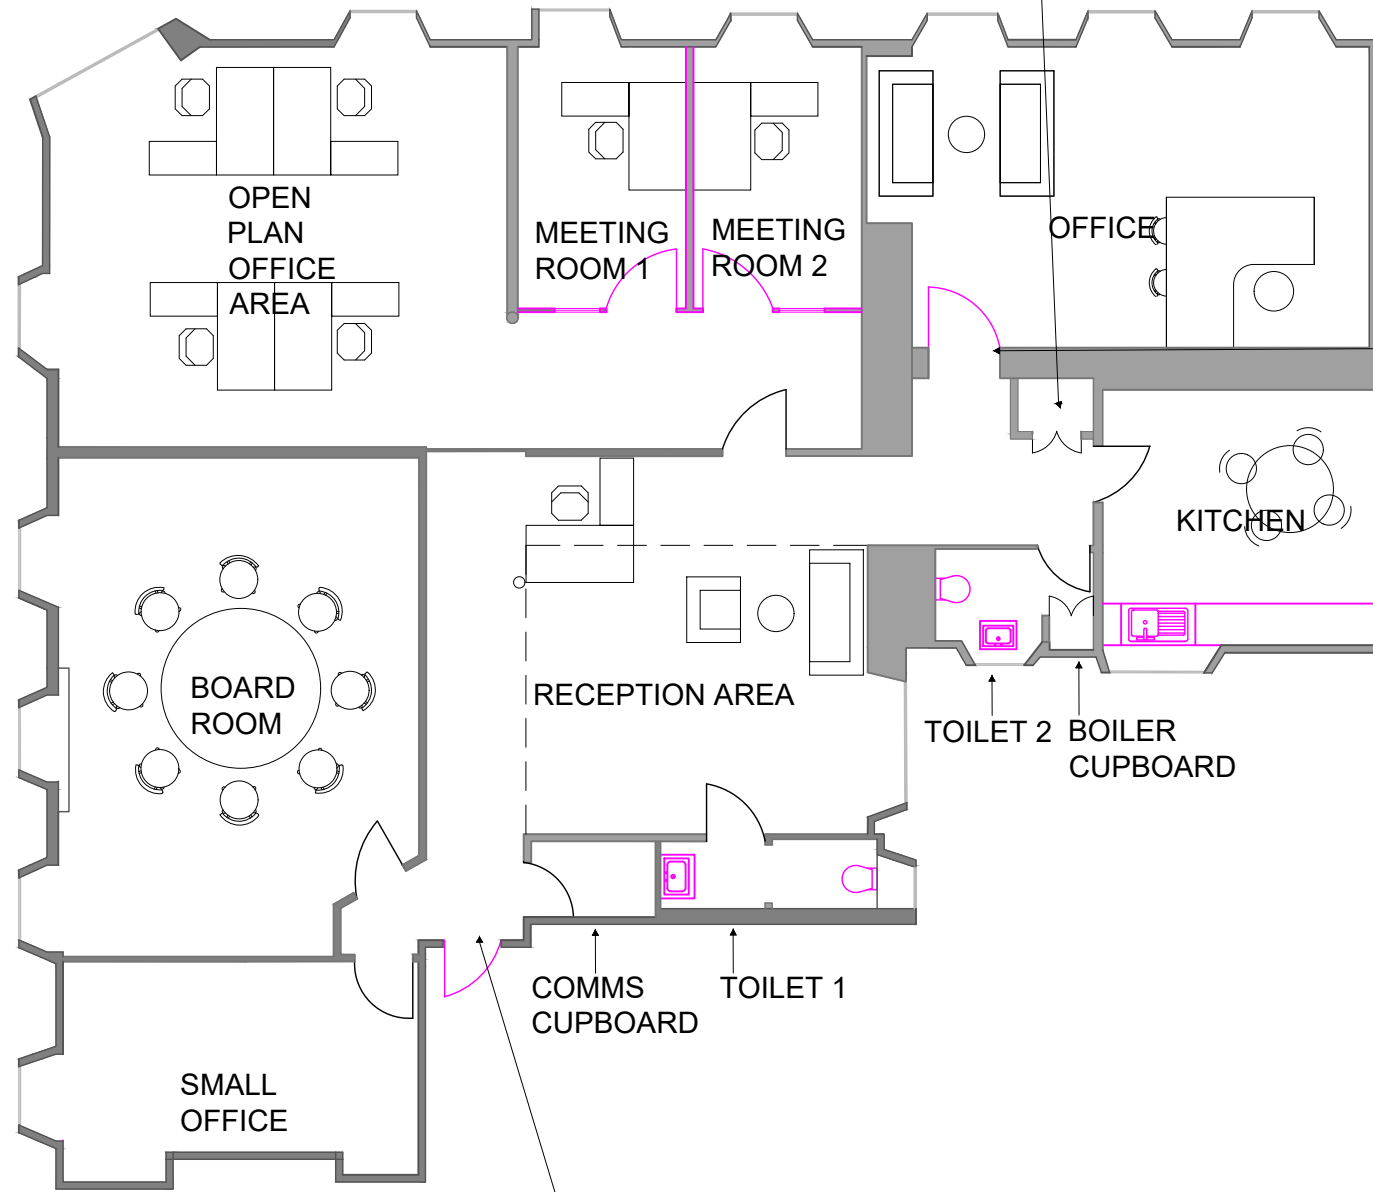 OPEN
PLAN
OFFICE
AREA
MEETING
ROOM 1
MEETING
ROOM 2
OFFICE
KITCHEN
BOARD
ROOM
RECEPTION AREA
TOILET 2
BOILER
CUPBOARD
COMMS
CUPBOARD
TOILET 1
SMALL
OFFICE